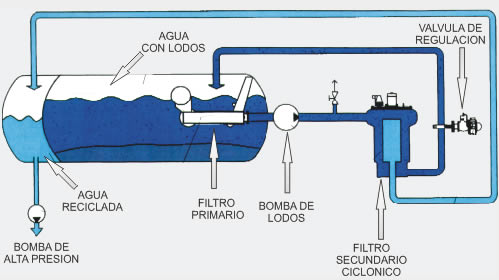 AGUA
CON LODOS
VALVULA DE
REGULACION
AGUA
RECICLADA
FILTRO
PRIMARIO
BOMBA DE
LODOS
BOMBA DE
ALTA PRESION
FILTRO
SECUNDARIO
CICLONICO